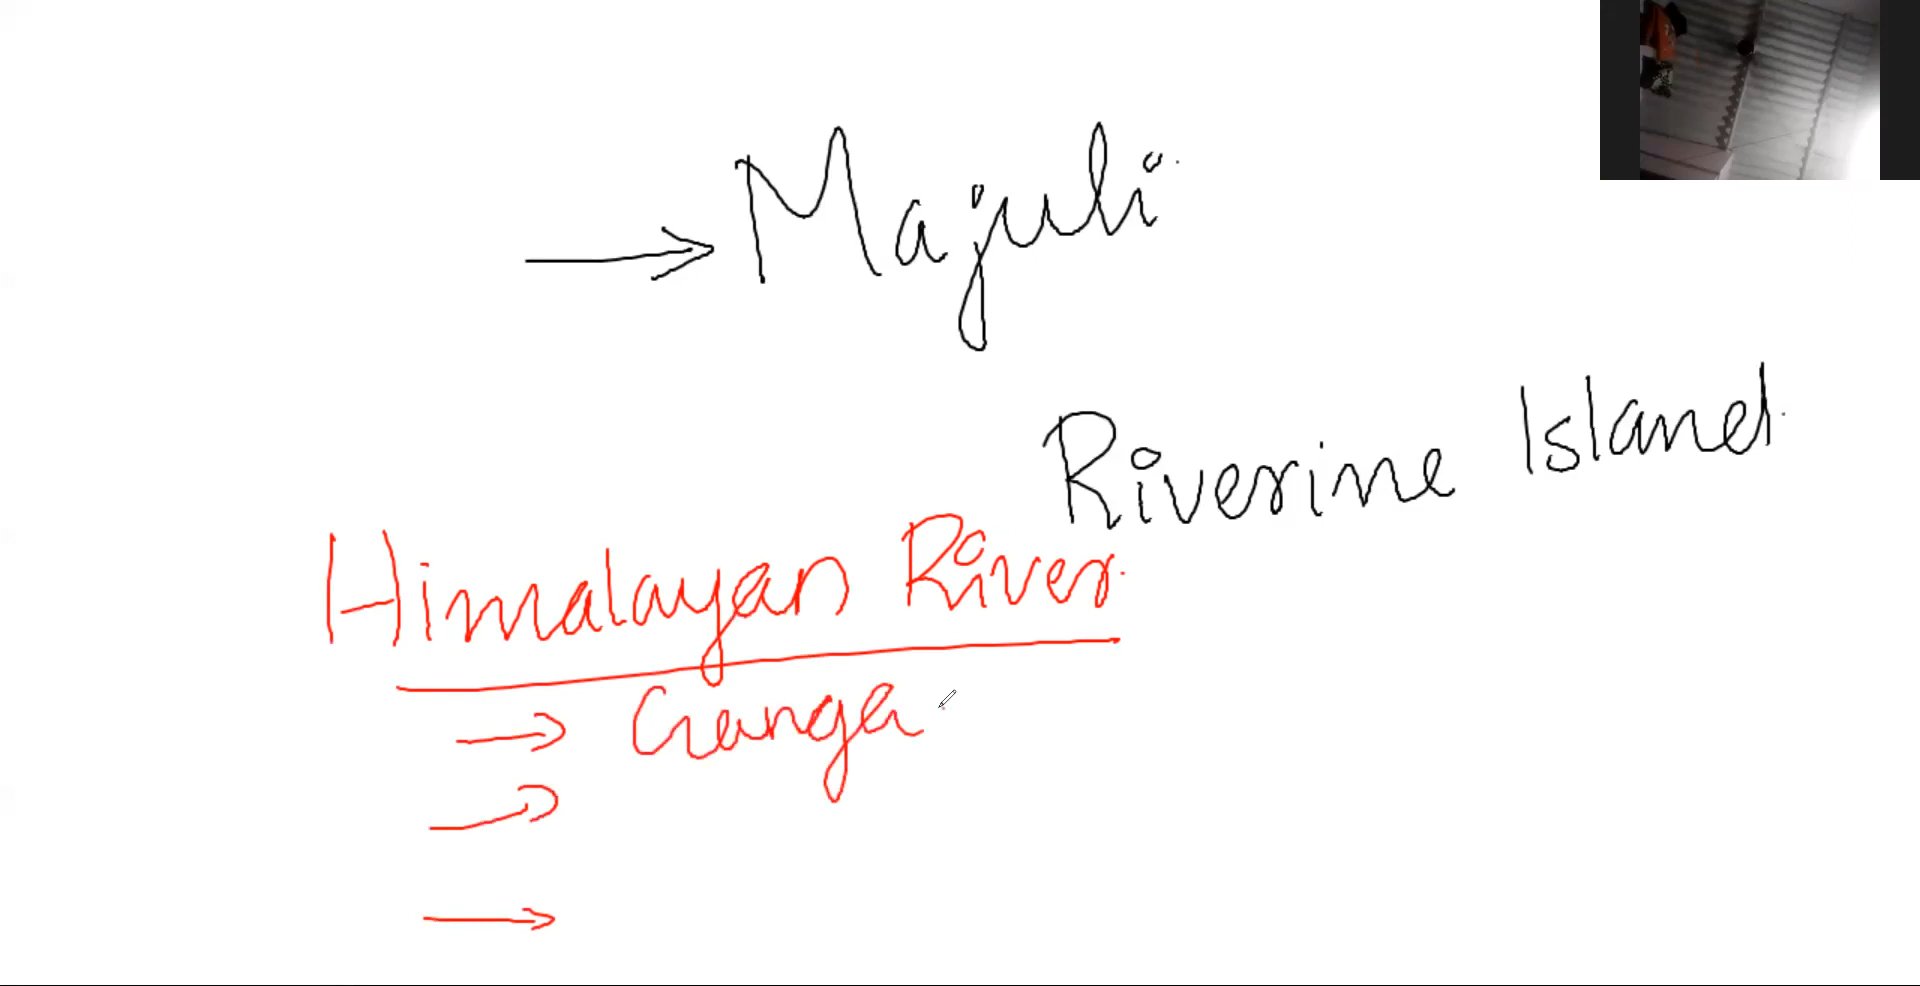 → Majuli
Riverine Island
Himalayan River
→ Ganga
→
→